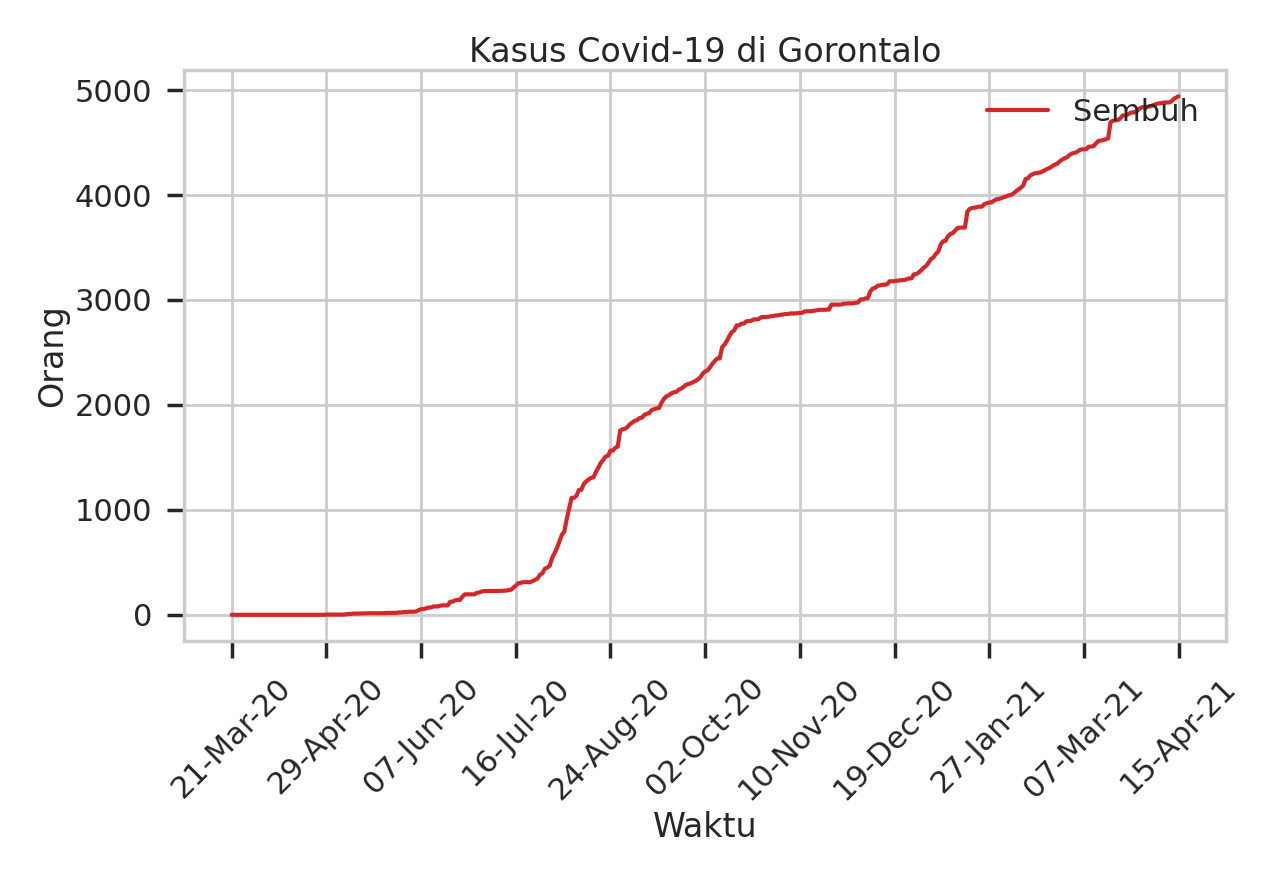 Kasus Covid-19 di Gorontalo
Sembuh
Orang
5000
4000
3000
2000
1000
0
21-Mar-20
29-Apr-20
07-Jun-20
16-Jul-20
24-Aug-20
02-Oct-20
10-Nov-20
19-Dec-20
27-Jan-21
07-Mar-21
15-Apr-21
Waktu